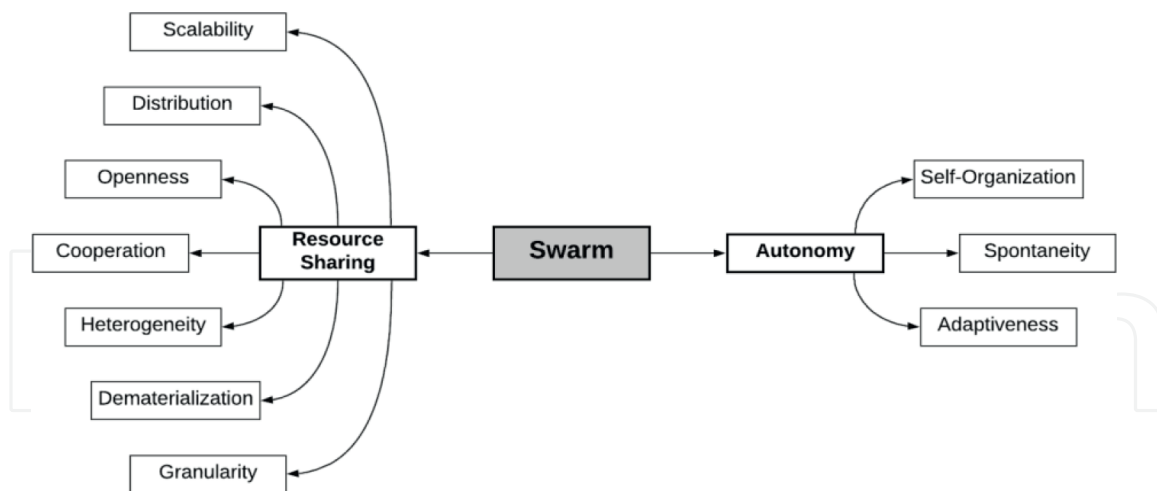 Scalability
Distribution
Openness
Cooperation
Heterogeneity
Dematerialization
Granularity
Resource
Sharing
Swarm
Autonomy
Self-Organization
Spontaneity
Adaptiveness